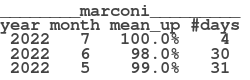 ________marconi_________
year month mean_up #days
2022 7 100.0% 4
2022 6 98.0% 30
2022 5 99.0% 31